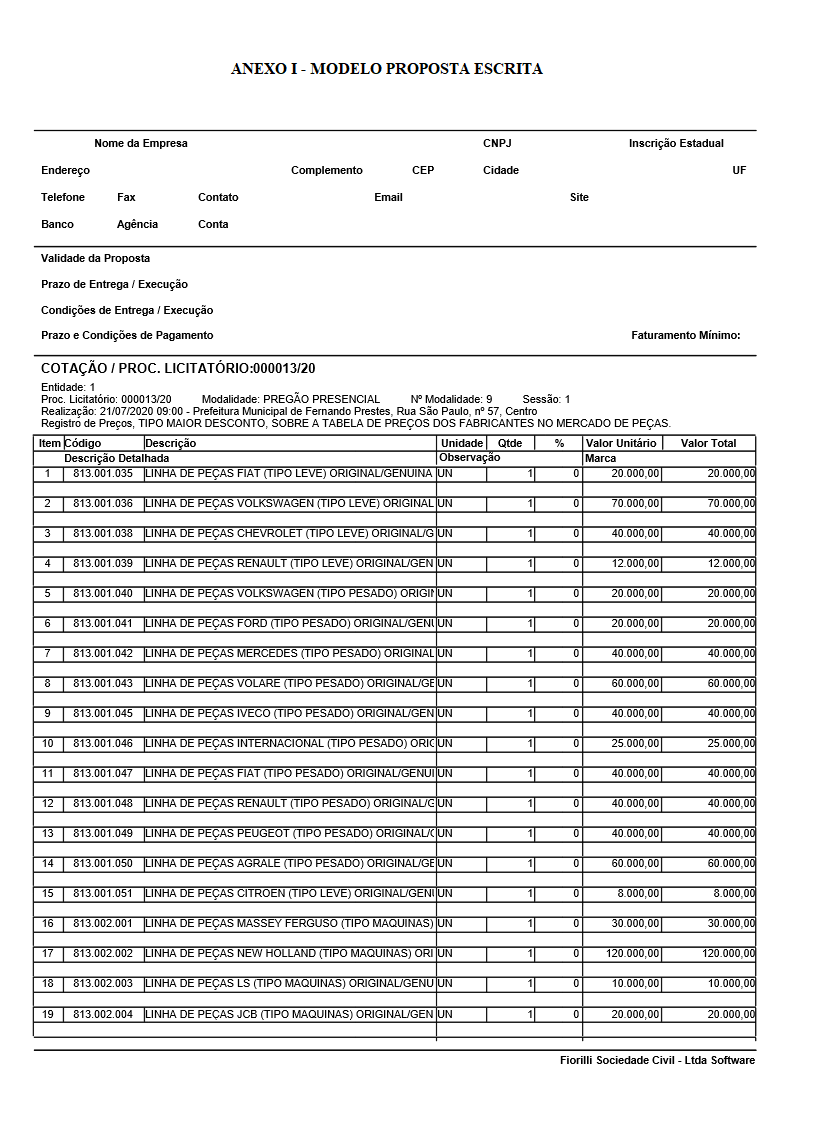 ANEXO I - MODELO PROPOSTA ESCRITA
Nome da Empresa CNPJ Inscrição Estadual
Endereço Complemento CEP Cidade UF
Telefone Fax Contato Email Site
Banco Agência Conta
Validade da Proposta
Prazo de Entrega / Execução
Condições de Entrega / Execução
Prazo e Condições de Pagamento Faturamento Mínimo:
COTAÇÃO / PROC. LICITATÓRIO:000013/20
Entidade: 1
Proc. Licitatório: 000013/20 Modalidade: PREGÃO PRESENCIAL Nº Modalidade: 9 Sessão: 1
Realização: 21/07/2020 09:00 - Prefeitura Municipal de Fernando Prestes, Rua São Paulo, nº 57, Centro
Registro de Preços, TIPO MAIOR DESCONTO, SOBRE A TABELA DE PREÇOS DOS FABRICANTES NO MERCADO DE PEÇAS.
Item Código Descrição Unidade Qtde % Valor Unitário Valor Total
Descrição Detalhada Observação Marca
1 813.001.035 LINHA DE PEÇAS FIAT (TIPO LEVE) ORIGINAL/GENUINA UN 1 0 20.000,00 20.000,00
2 813.001.036 LINHA DE PEÇAS VOLKSWAGEN (TIPO LEVE) ORIGINAL UN 1 0 70.000,00 70.000,00
3 813.001.038 LINHA DE PEÇAS CHEVROLET (TIPO LEVE) ORIGINAL/G UN 1 0 40.000,00 40.000,00
4 813.001.039 LINHA DE PEÇAS RENAULT (TIPO LEVE) ORIGINAL/GEN UN 1 0 12.000,00 12.000,00
5 813.001.040 LINHA DE PEÇAS VOLKSWAGEN (TIPO PESADO) ORIGIN UN 1 0 20.000,00 20.000,00
6 813.001.041 LINHA DE PEÇAS FORD (TIPO PESADO) ORIGINAL/GENU UN 1 0 20.000,00 20.000,00
7 813.001.042 LINHA DE PEÇAS MERCEDES (TIPO PESADO) ORIGINAL UN 1 0 40.000,00 40.000,00
8 813.001.043 LINHA DE PEÇAS VOLARE (TIPO PESADO) ORIGINAL/GE UN 1 0 60.000,00 60.000,00
9 813.001.045 LINHA DE PEÇAS IVECO (TIPO PESADO) ORIGINAL/GEN UN 1 0 40.000,00 40.000,00
10 813.001.046 LINHA DE PEÇAS INTERNACIONAL (TIPO PESADO) ORIG UN 1 0 25.000,00 25.000,00
11 813.001.047 LINHA DE PEÇAS FIAT (TIPO PESADO) ORIGINAL/GENUI UN 1 0 40.000,00 40.000,00
12 813.001.048 LINHA DE PEÇAS RENAULT (TIPO PESADO) ORIGINAL/G UN 1 0 40.000,00 40.000,00
13 813.001.049 LINHA DE PEÇAS PEUGEOT (TIPO PESADO) ORIGINAL/G UN 1 0 40.000,00 40.000,00
14 813.001.050 LINHA DE PEÇAS AGRALE (TIPO PESADO) ORIGINAL/GE UN 1 0 60.000,00 60.000,00
15 813.001.051 LINHA DE PEÇAS CITROEN (TIPO LEVE) ORIGINAL/GENU UN 1 0 8.000,00 8.000,00
16 813.002.001 LINHA DE PEÇAS MASSEY FERGUSO (TIPO MAQUINAS) UN 1 0 30.000,00 30.000,00
17 813.002.002 LINHA DE PEÇAS NEW HOLLAND (TIPO MAQUINAS) ORI UN 1 0 120.000,00 120.000,00
18 813.002.003 LINHA DE PEÇAS LS (TIPO MAQUINAS) ORIGINAL/GENU UN 1 0 10.000,00 10.000,00
19 813.002.004 LINHA DE PEÇAS JCB (TIPO MAQUINAS) ORIGINAL/GEN UN 1 0 20.000,00 20.000,00
Fiorilli Sociedade Civil - Ltda Software